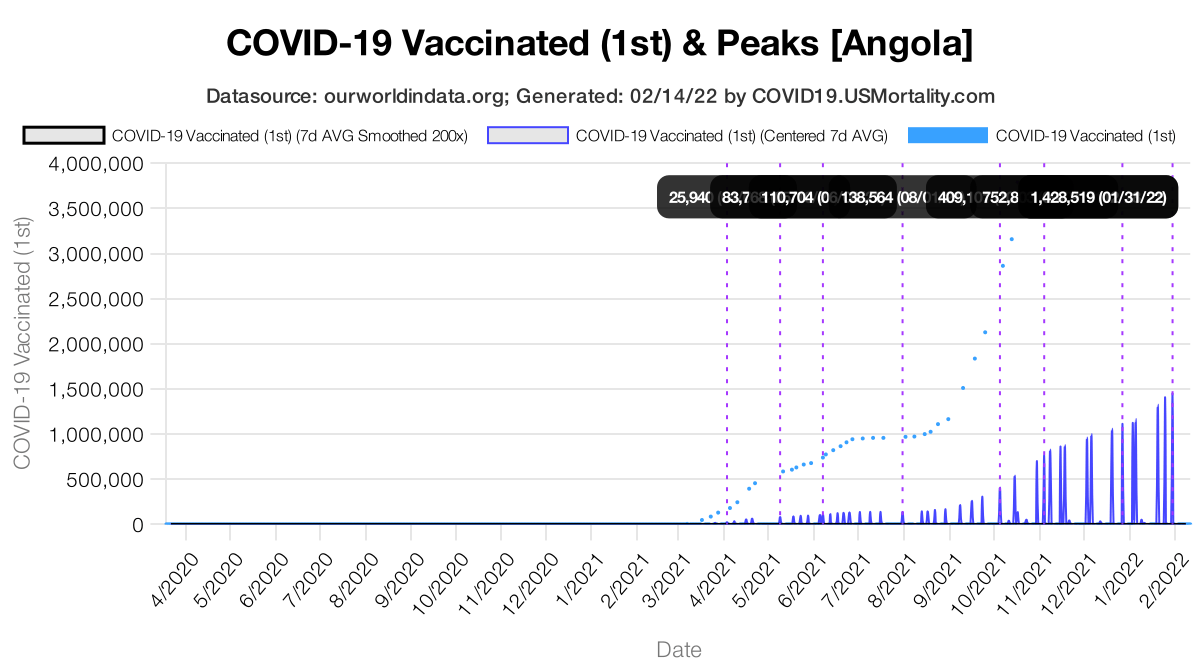 COVID-19 Vaccinated (1st) & Peaks [Angola]
Datasource: ourworldindata.org; Generated: 02/14/22 by COVID19.USMortality.com
COVID-19 Vaccinated (1st) (7d AVG Smoothed 200x) COVID-19 Vaccinated (1st) (Centered 7d AVG) COVID-19 Vaccinated (1st)
4,000,000
25,940 83,7 110,704 (0 138,564 (08/0 409,1 752,8 1,428,519 (01/31/22)
3,500,000
3,000,000
2,500,000
2,000,000
1,500,000
1,000,000
500,000
0
COVID-19 Vaccinated (1st)
4/2020 5/2020 6/2020 7/2020 8/2020 9/2020 10/2020 11/2020 12/2020 1/2021 2/2021 3/2021 4/2021 5/2021 6/2021 7/2021 8/2021 9/2021 10/2021 11/2021 12/2021 1/2022 2/2022
Date